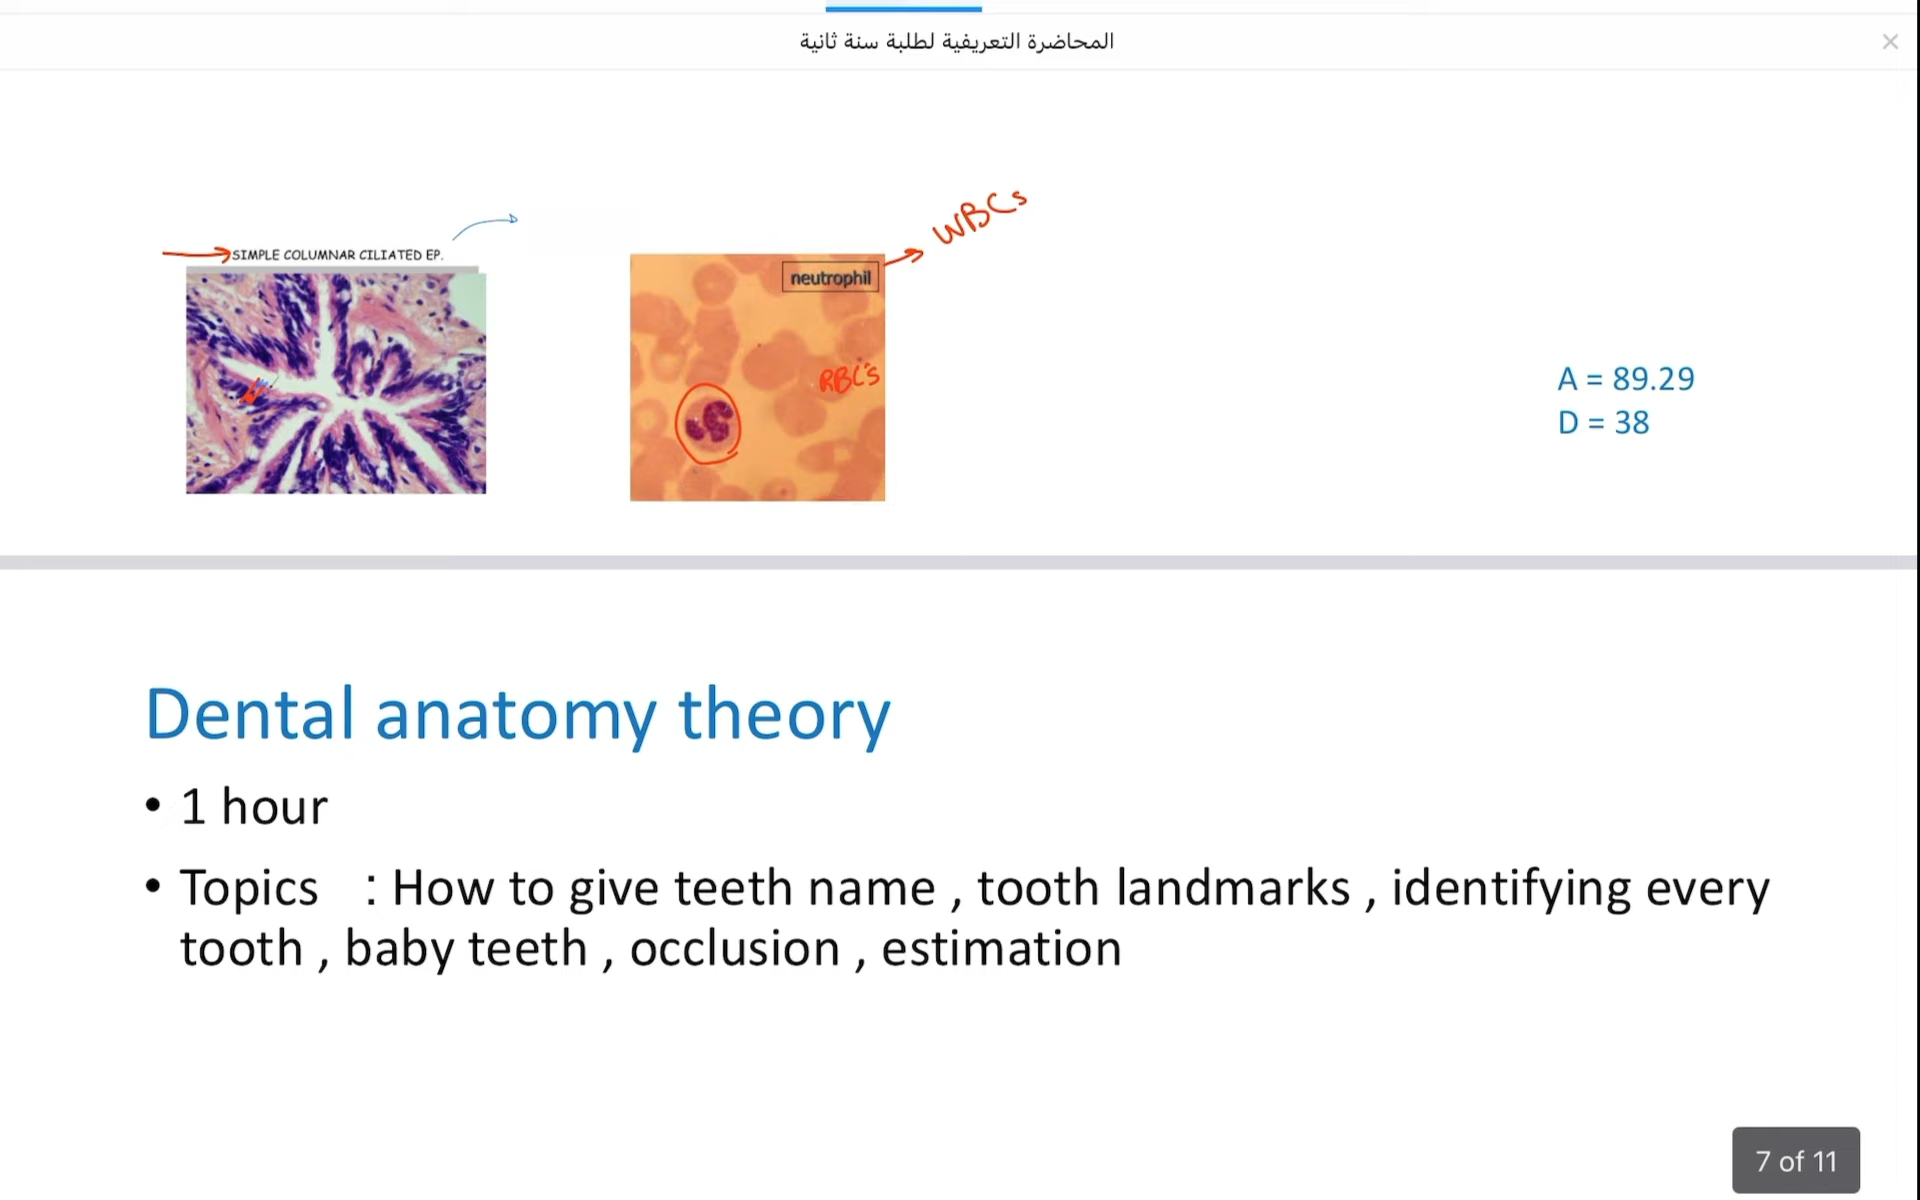 المحاضرة التعريفية لطلبة سنة ثانية
WBCs
SIMPLE COLUMNAR CILIATED EP.
neutrophil
RBC's
A = 89.29
D = 38
Dental anatomy theory
• 1 hour
• Topics : How to give teeth name , tooth landmarks , identifying every
tooth , baby teeth , occlusion , estimation
7 of 11